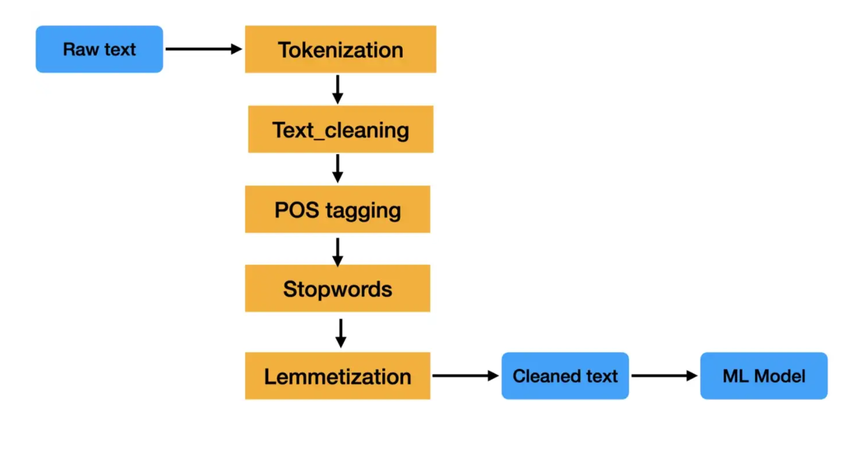 Raw text
Tokenization
Text_cleaning
POS tagging
Stopwords
Lemmetization
Cleaned text
ML Model